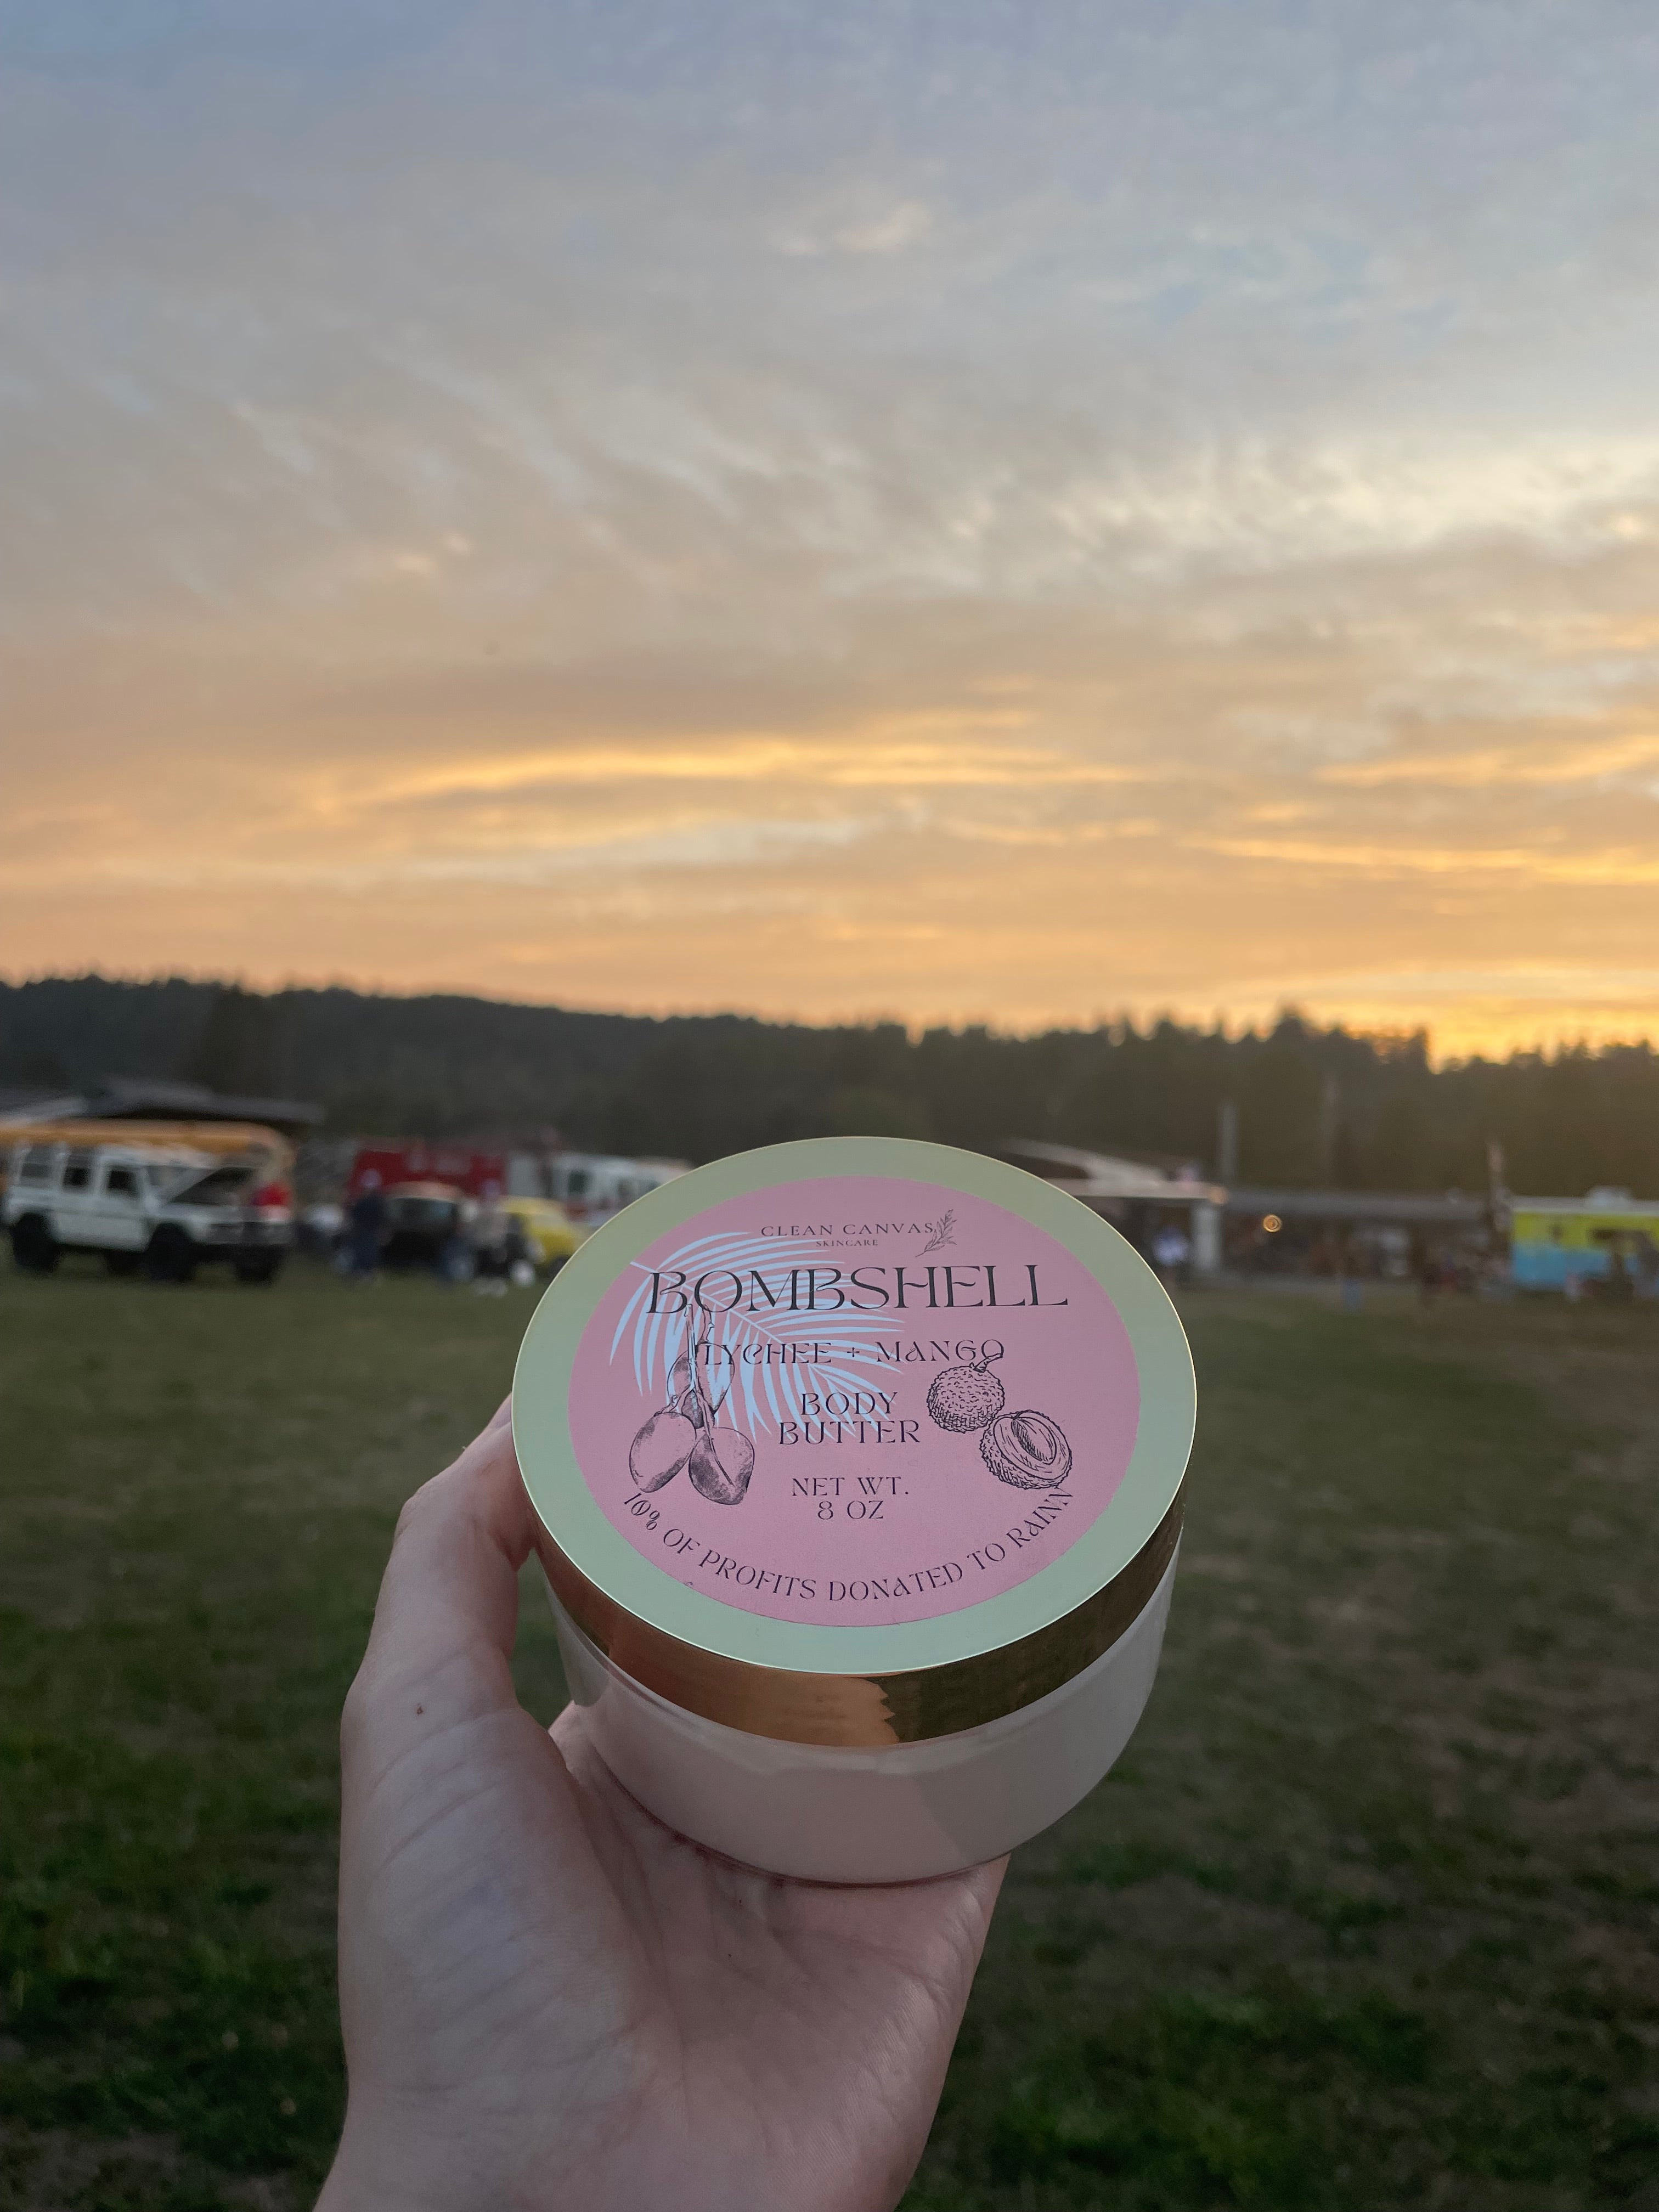 CLEAN CANVAS
SKINCARE
BOMBSHELL
LYCHEE + MANGO
BODY
BUTTER
NET WT.
8 OZ
10% OF PROFITS DONATED TO RAINN